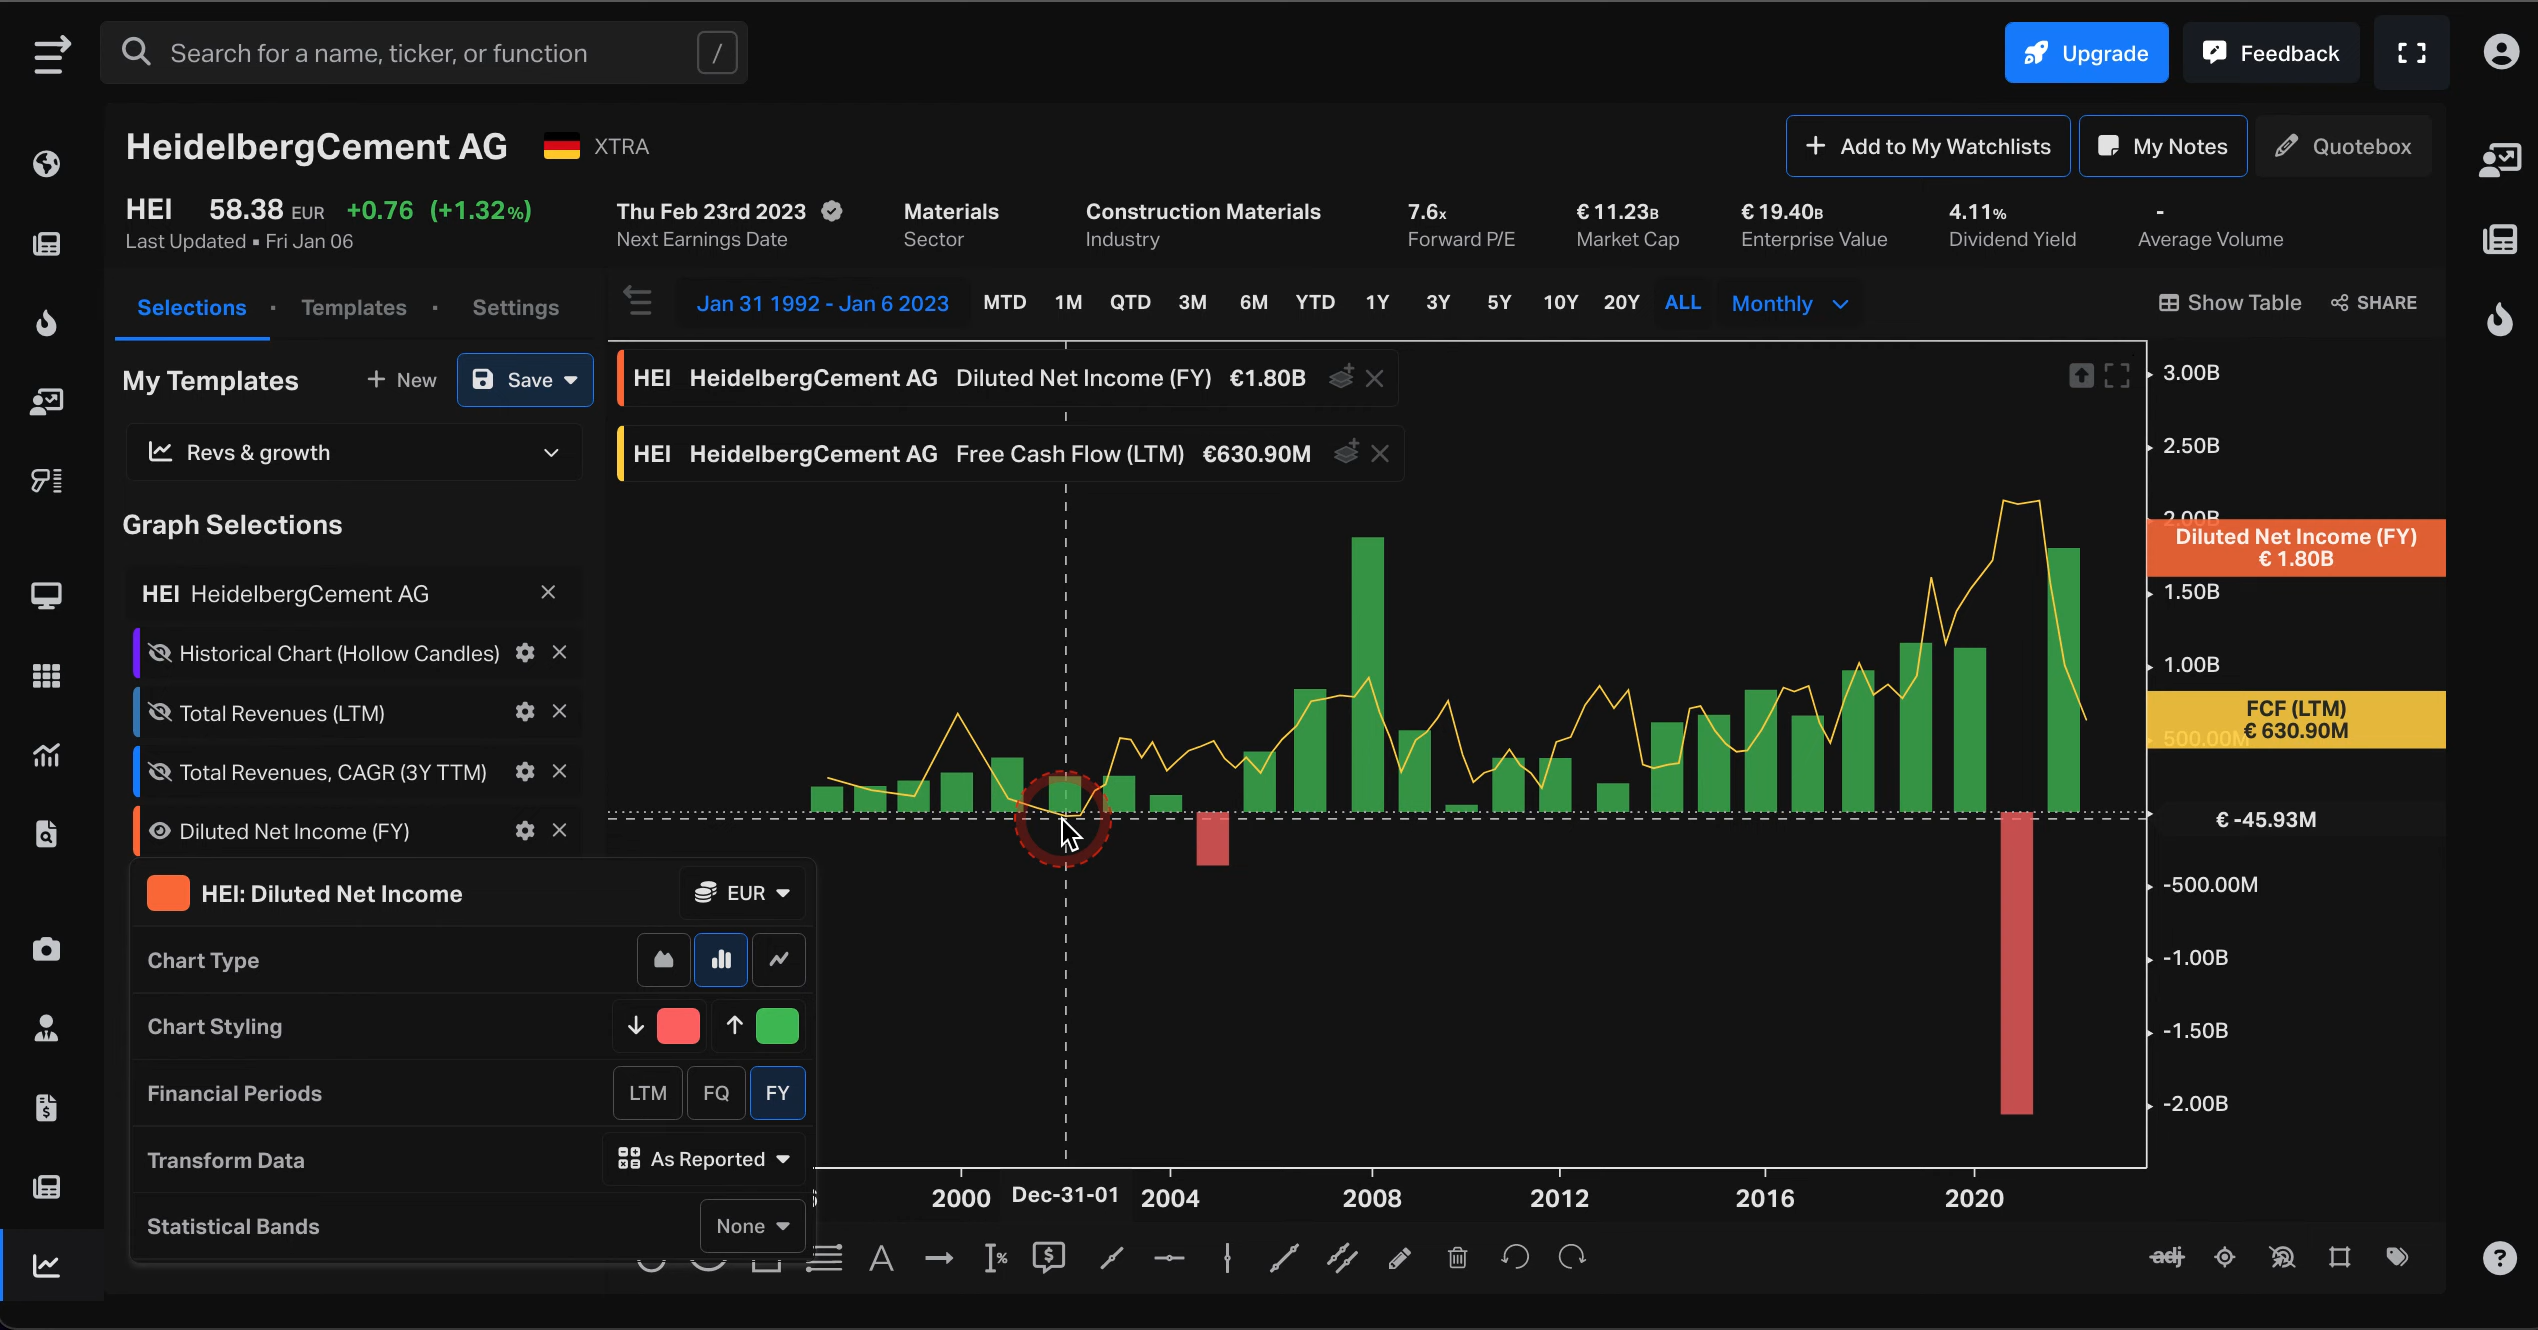 Search for a name, ticker, or function /
Upgrade
Feedback
HeidelbergCement AG XTRA
Add to My Watchlists
My Notes
Quotebox
HEI 58.38 EUR +0.76 (+1.32%)
Last Updated ▪ Fri Jan 06
Thu Feb 23rd 2023
Next Earnings Date
Materials
Sector
Construction Materials
Industry
7.6x
Forward P/E
€ 11.23B
Market Cap
€ 19.40B
Enterprise Value
4.11%
Dividend Yield
-
Average Volume
Selections · Templates · Settings
Jan 31 1992 - Jan 6 2023 MTD 1M QTD 3M 6M YTD 1Y 3Y 5Y 10Y 20Y ALL Monthly
Show Table SHARE
My Templates + New Save
Revs & growth
Graph Selections
HEI HeidelbergCement AG
Historical Chart (Hollow Candles)
Total Revenues (LTM)
Total Revenues, CAGR (3Y TTM)
Diluted Net Income (FY)
HEI: Diluted Net Income EUR
Chart Type
Chart Styling
Financial Periods LTM FQ FY
Transform Data As Reported
Statistical Bands None
HEI HeidelbergCement AG Diluted Net Income (FY) €1.80B
HEI HeidelbergCement AG Free Cash Flow (LTM) €630.90M
3.00B
2.50B
2.00B
Diluted Net Income (FY)
€ 1.80B
1.50B
1.00B
FCF (LTM)
€ 630.90M
500.00M
€ -45.93M
-500.00M
-1.00B
-1.50B
-2.00B
2000 Dec-31-01 2004 2008 2012 2016 2020
A
%
$
adj
?